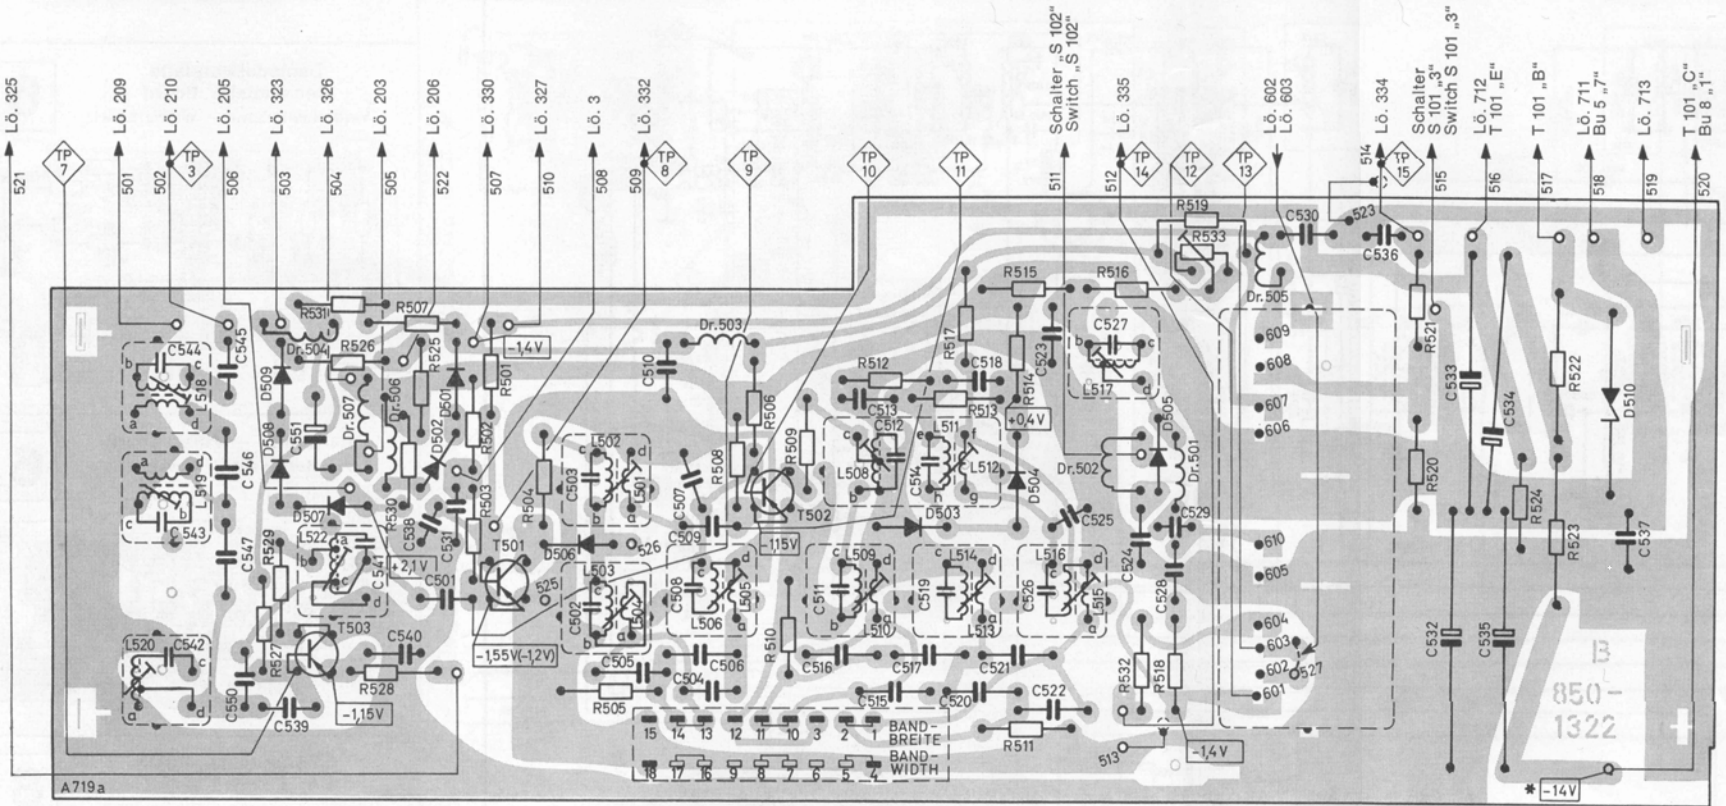 521 Lö. 325
TP 7
501 Lö. 209
502 Lö. 210
TP 3
506 Lö. 205
503 Lö. 323
504 Lö. 326
505 Lö. 203
522 Lö. 206
507 Lö. 330
510 Lö. 327
508 Lö. 3
509 Lö. 332
TP 8
TP 9
TP 10
TP 11
511 Schalter „S 102"
Switch „S 102"
512 Lö. 335
TP 14
TP 12
TP 13
Lö. 602
Lö. 603
514 Lö. 334
TP 15
515 Schalter
S 101 „3"
Switch S 101 „3"
516 Lö. 712
T 101 „E"
517 T 101 „B"
518 Lö. 711
Bu 5 „7"
519 Lö. 713
520 T 101 „C"
Bu 8 „1"
R519
R533
C530
523
C536
Dr.505
R515
R516
R531
R507
Dr.504
R526
R525
-1,4V
R501
Dr.503
C510
R517
R514
C523
C527
b c
L517 d
609
608
607
606
R521
C533
C534
R522
D510
b C544 c
L518
a d
C545
D509
D508
C551
Dr.507
Dr.506
D501
D502
R502
R506
R512
C513
C518
R513
+0,4V
D505
a d
L519
b
c C543
C546
C547
D507
R530
C538
C531
R503
R504
L502
C503
c d
L501
b a
C507
R508
R509
T502
C509
-115V
c C512
L508
b
L511
e f
C514
L512
h g
D504
D503
C525
Dr.502
Dr.501
C529
C524
C528
R520
R524
R523
C537
R529
L522
a
b
c
d
C541
+2,1V
C501
T501
525
D506
526
L503
C502
c
L504
b a
C508
c d
L505
b
L506 a
C511
c L509 d
b
L510 a
C519
c L514 d
b
L513 a
C526
L516
c d
L515
b a
610
605
604
603
602
527
601
L520 C542
b c
a d
R527
T503
C540
R528
C550
C539
-1,15V
-1,55V(-1,2V)
C505
R505
C506
C504
R510
C516
C517
C521
C515
C520
C522
R511
R532
R518
513
-1,4V
C532
C535
B
850-
1322
15 14 13 12 11 10 3 2 1
BAND-
BREITE
BAND-
WIDTH
18 17 16 9 8 7 6 5 4
A719a
* -14V